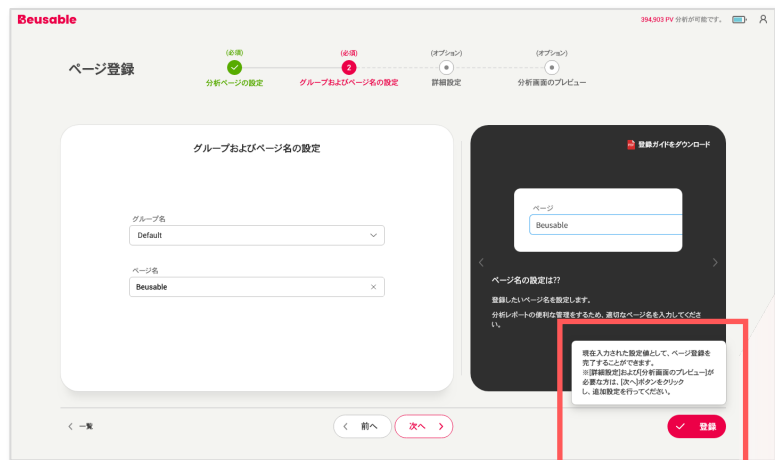 Beusable
394,903 PV 分析が可能です。
ページ登録
(必須)
(必須)
(オプション)
(オプション)
2
分析ページの設定
グループおよびページ名の設定
詳細設定
分析画面のプレビュー
グループおよびページ名の設定
グループ名
Default
ページ名
Beusable
登録ガイドをダウンロード
ページ
Beusable
ページ名の設定は??
登録したいページ名を設定します。
分析レポートの便利な管理をするため、適切なページ名を入力してくださ
い。
現在入力された設定値として、ページ登録を
完了することができます。
※[詳細設定]および[分析画面のプレビュー]が
必要な方は、[次へ]ボタンをクリック
し、追加設定を行ってください。
一覧
前へ
次へ
登録